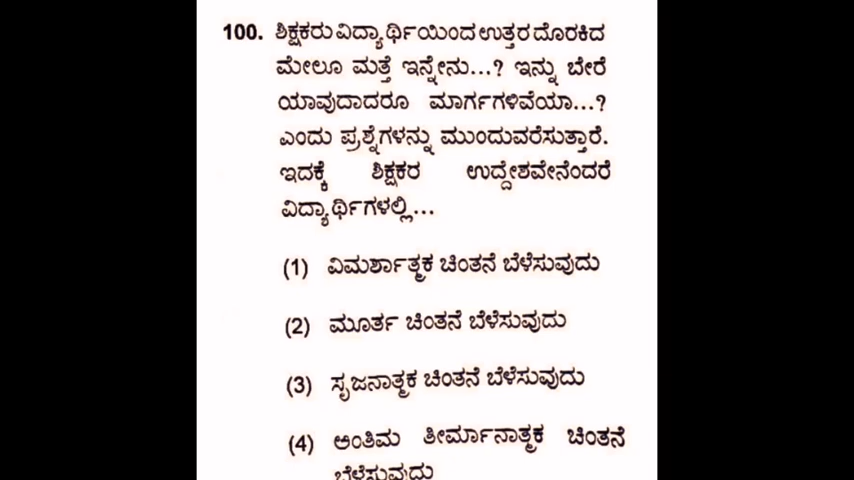 100. ಶಿಕ್ಷಕರು ವಿದ್ಯಾರ್ಥಿಯಿಂದ ಉತ್ತರ ದೊರಕಿದ
ಮೇಲೂ ಮತ್ತೆ ಇನ್ನೇನು...? ಇನ್ನು ಬೇರೆ
ಯಾವುದಾದರೂ ಮಾರ್ಗಗಳಿವೆಯಾ...?
ಎಂದು ಪ್ರಶ್ನೆಗಳನ್ನು ಮುಂದುವರೆಸುತ್ತಾರೆ.
ಇದಕ್ಕೆ ಶಿಕ್ಷಕರ ಉದ್ದೇಶವೇನೆಂದರೆ
ವಿದ್ಯಾರ್ಥಿಗಳಲ್ಲಿ...
(1) ವಿಮರ್ಶಾತ್ಮಕ ಚಿಂತನೆ ಬೆಳೆಸುವುದು
(2) ಮೂರ್ತ ಚಿಂತನೆ ಬೆಳೆಸುವುದು
(3) ಸೃಜನಾತ್ಮಕ ಚಿಂತನೆ ಬೆಳೆಸುವುದು
(4) ಅಂತಿಮ ತೀರ್ಮಾನಾತ್ಮಕ ಚಿಂತನೆ
ಬೆಳೆಸುವುದು